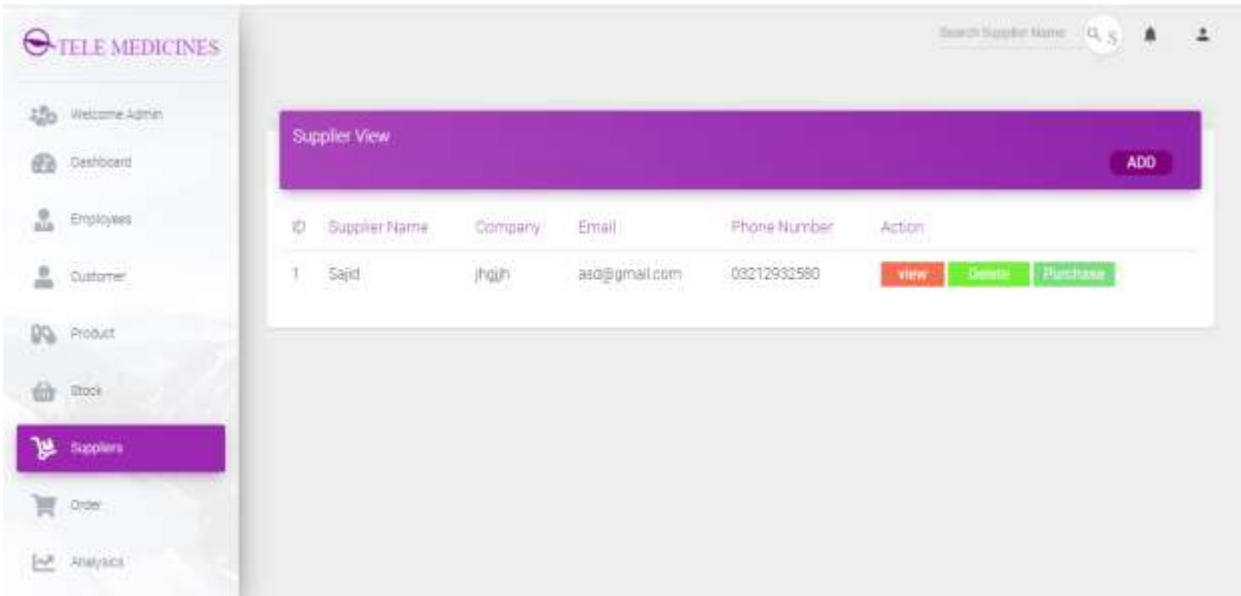 TELE MEDICINES
Search Supplier Name
S
Welcome Admin
Dashboard
Employees
Customer
Product
Stock
Suppliers
Order
Analysics
Supplier View
ADD
ID Supplier Name Company Email Phone Number Action
1 Sajid jhgjh asd@gmail.com 03212932580 view Delete Purchase